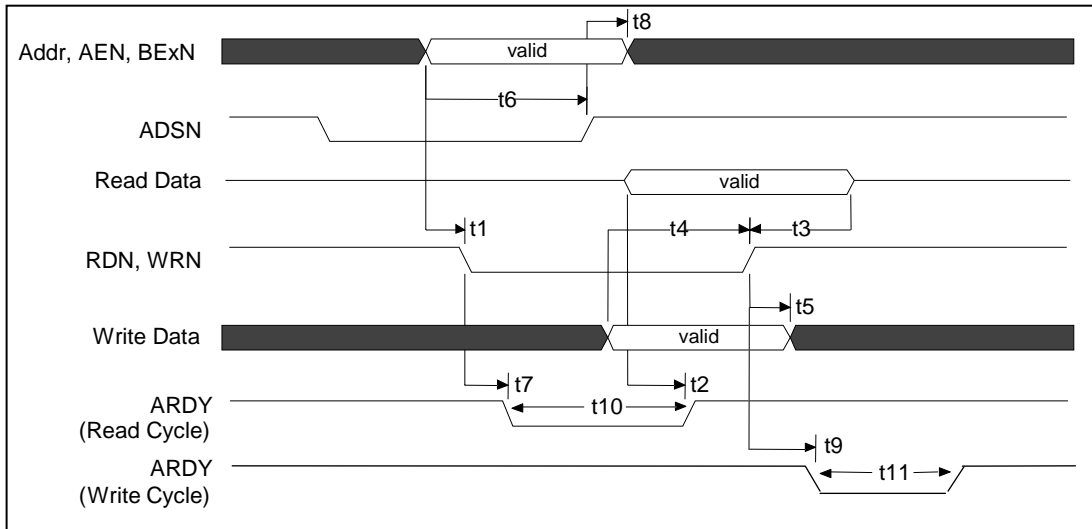 t8
Addr, AEN, BExN
valid
t6
ADSN
Read Data
valid
t1
t4
t3
RDN, WRN
t5
Write Data
valid
t7
t2
ARDY
(Read Cycle)
t10
t9
ARDY
(Write Cycle)
t11